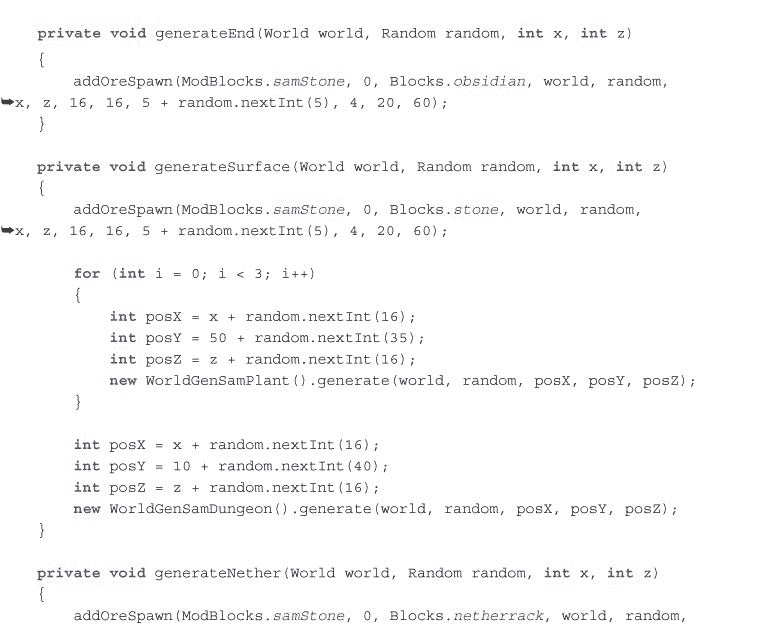 private void generateEnd(World world, Random random, int x, int z)
{
addOreSpawn(ModBlocks.samStone, 0, Blocks.obsidian, world, random,
➥x, z, 16, 16, 5 + random.nextInt(5), 4, 20, 60);
}
private void generateSurface(World world, Random random, int x, int z)
{
addOreSpawn(ModBlocks.samStone, 0, Blocks.stone, world, random,
➥x, z, 16, 16, 5 + random.nextInt(5), 4, 20, 60);
for (int i = 0; i < 3; i++)
{
int posX = x + random.nextInt(16);
int posY = 50 + random.nextInt(35);
int posZ = z + random.nextInt(16);
new WorldGenSamPlant().generate(world, random, posX, posY, posZ);
}
int posX = x + random.nextInt(16);
int posY = 10 + random.nextInt(40);
int posZ = z + random.nextInt(16);
new WorldGenSamDungeon().generate(world, random, posX, posY, posZ);
}
private void generateNether(World world, Random random, int x, int z)
{
addOreSpawn(ModBlocks.samStone, 0, Blocks.netherrack, world, random,